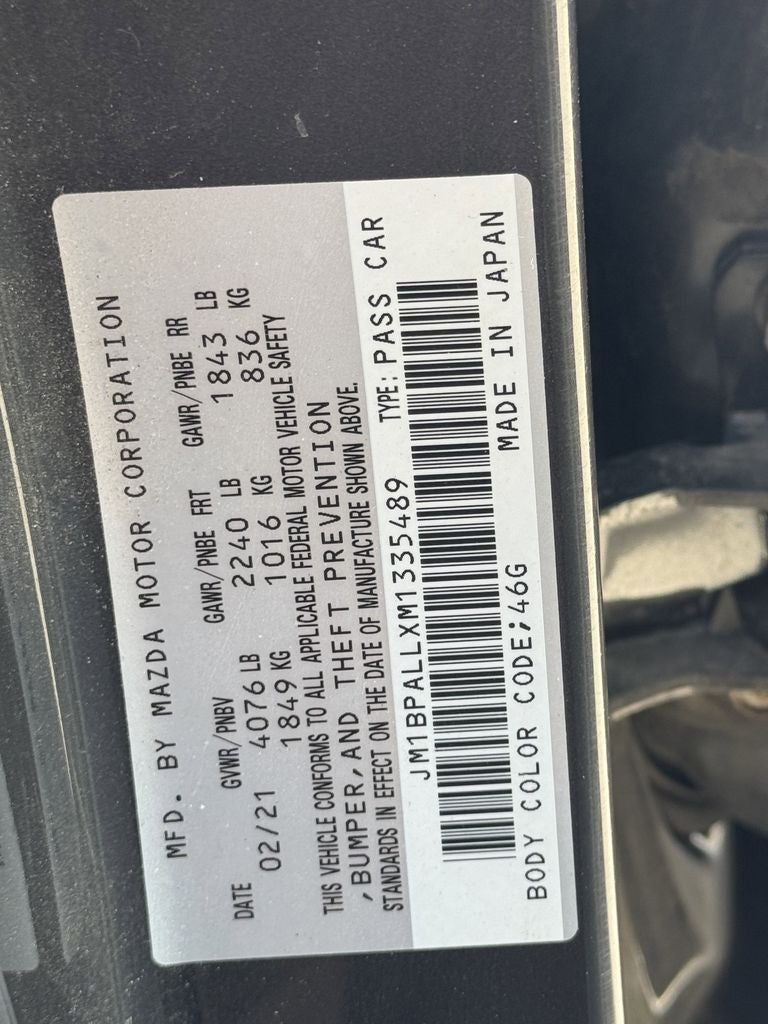 MFD. BY MAZDA MOTOR CORPORATION
DATE GVWR/PNBV GAWR/PNBE FRT GAWR/PNBE RR
02/21 4076 LB 2240 LB 1843 LB
1849 KG 1016 KG 836 KG
THIS VEHICLE CONFORMS TO ALL APPLICABLE FEDERAL MOTOR VEHICLE SAFETY
,BUMPER,AND THEFT PREVENTION
STANDARDS IN EFFECT ON THE DATE OF MANUFACTURE SHOWN ABOVE.
JM1BPALLXM1335489 TYPE: PASS CAR
BODY COLOR CODE;46G MADE IN JAPAN